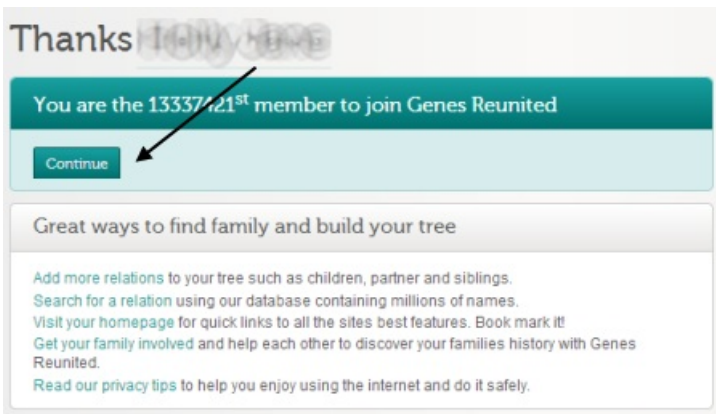 Thanks
You are the 13337421st member to join Genes Reunited
Continue
Great ways to find family and build your tree
Add more relations to your tree such as children, partner and siblings.
Search for a relation using our database containing millions of names.
Visit your homepage for quick links to all the sites best features. Book mark it!
Get your family involved and help each other to discover your families history with Genes
Reunited.
Read our privacy tips to help you enjoy using the internet and do it safely.